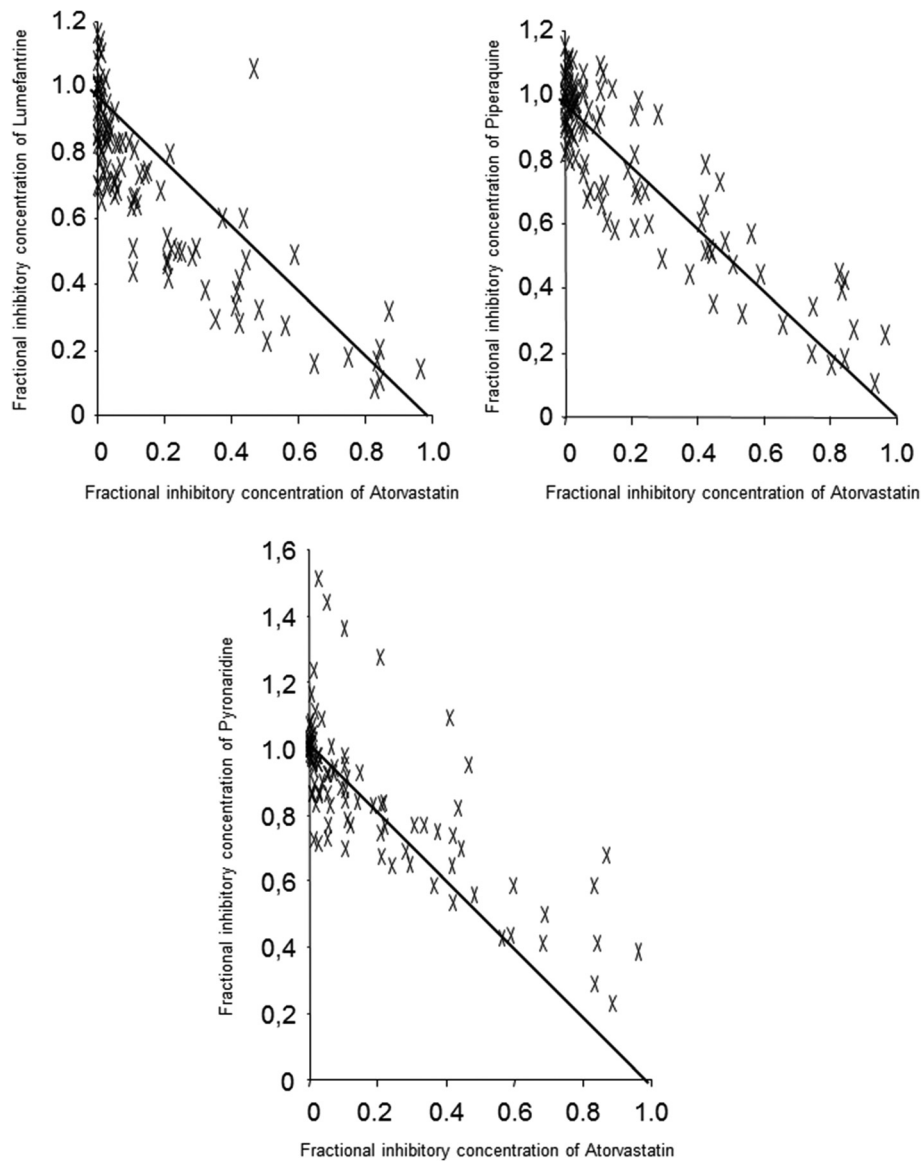 Fractional inhibitory concentration of Lumefantrine
1.2
1.0
0.8
0.6
0.4
0.2
0
0 0.2 0.4 0.6 0.8 1.0
Fractional inhibitory concentration of Atorvastatin
Fractional inhibitory concentration of Piperaquine
1,2
1,0
0,8
0,6
0,4
0,2
0
0 0.2 0.4 0.6 0.8 1.0
Fractional inhibitory concentration of Atorvastatin
Fractional inhibitory concentration of Pyronaridine
1,6
1,4
1,2
1.0
0.8
0.6
0,4
0,2
0
0 0.2 0.4 0.6 0.8 1.0
Fractional inhibitory concentration of Atorvastatin